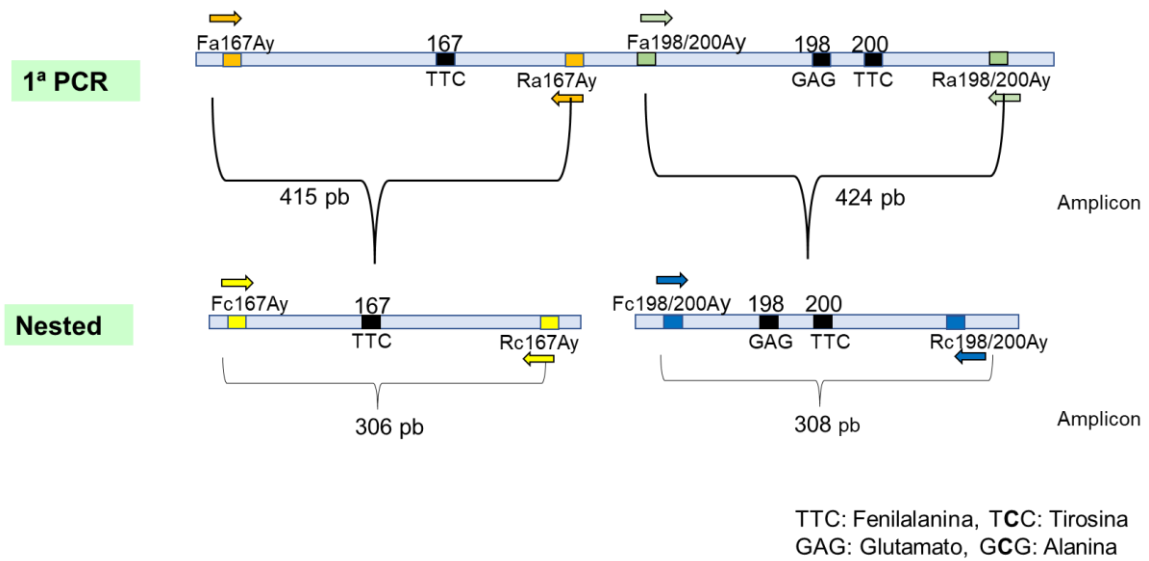 Fa167Ay 167 Fa198/200Ay 198 200
1ª PCR
TTC Ra167Ay GAG TTC Ra198/200Ay
415 pb 424 pb Amplicon
Fc167Ay 167 Fc198/200Ay 198 200
Nested
TTC Rc167Ay GAG TTC Rc198/200Ay
306 pb 308 pb Amplicon
TTC: Fenilalanina, TCC: Tirosina
GAG: Glutamato, GCG: Alanina